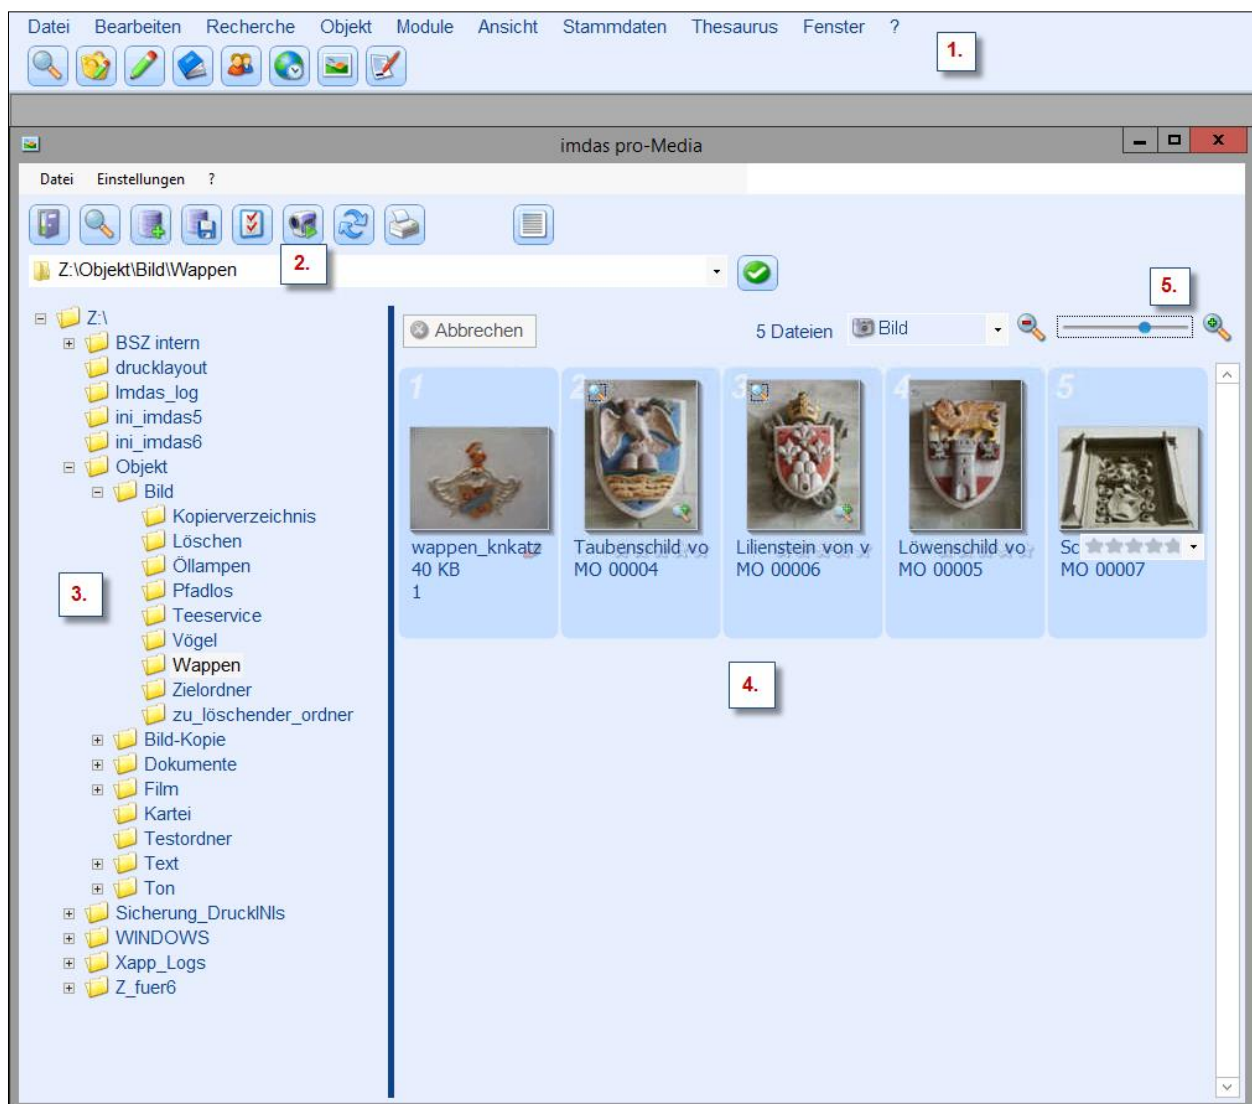 Datei Bearbeiten Recherche Objekt Module Ansicht Stammdaten Thesaurus Fenster ?
1.
imdas pro-Media
Datei Einstellungen ?
Z:\Objekt\Bild\Wappen
2.
5.
Abbrechen 5 Dateien Bild
Z:\
BSZ intern
drucklayout
Imdas_log
ini_imdas5
ini_imdas6
Objekt
Bild
Kopierverzeichnis
Löschen
Öllampen
Pfadlos
Teeservice
Vögel
Wappen
Zielordner
zu_löschender_ordner
Bild-Kopie
Dokumente
Film
Kartei
Testordner
Text
Ton
Sicherung_DruckINIs
WINDOWS
Xapp_Logs
Z_fuer6
3.
1 2 3 4 5
wappen_knkatz Taubenschild vo Lilienstein von v Löwenschild vo Sc
40 KB MO 00004 MO 00006 MO 00005 MO 00007
1
4.